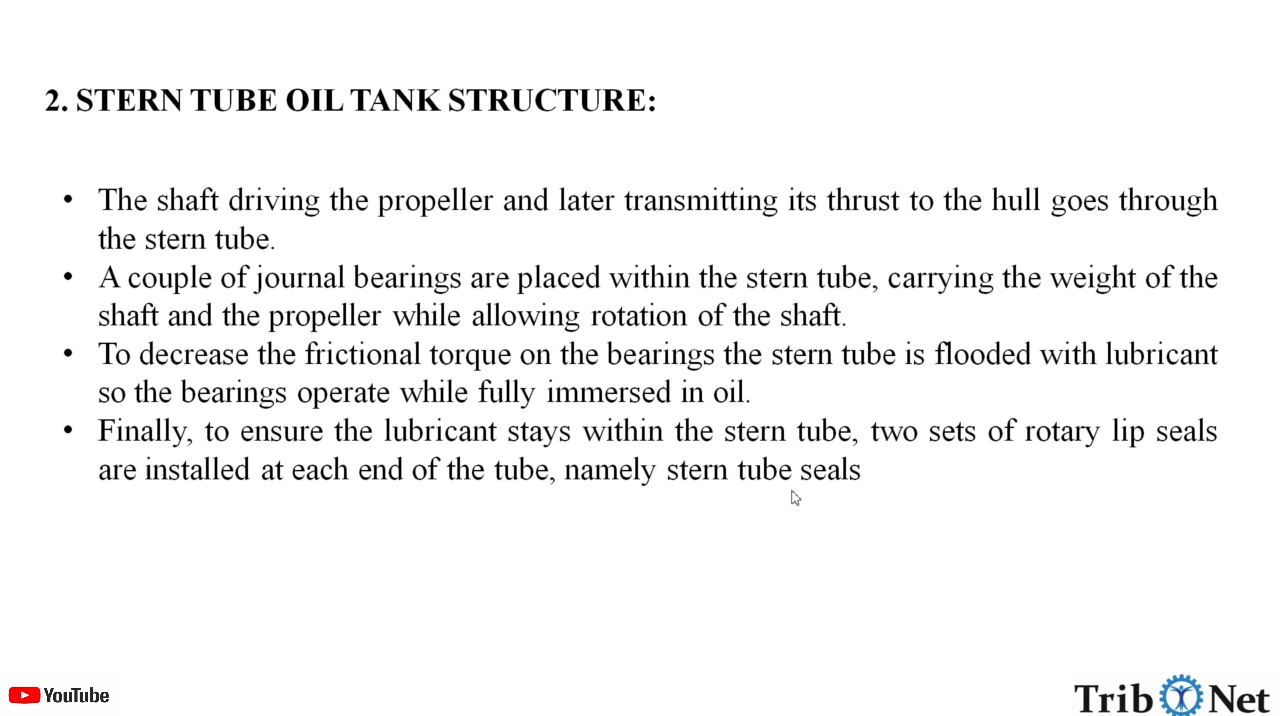 2. STERN TUBE OIL TANK STRUCTURE:
• The shaft driving the propeller and later transmitting its thrust to the hull goes through
the stern tube.
• A couple of journal bearings are placed within the stern tube, carrying the weight of the
shaft and the propeller while allowing rotation of the shaft.
• To decrease the frictional torque on the bearings the stern tube is flooded with lubricant
so the bearings operate while fully immersed in oil.
• Finally, to ensure the lubricant stays within the stern tube, two sets of rotary lip seals
are installed at each end of the tube, namely stern tube seals
YouTube
Trib Net